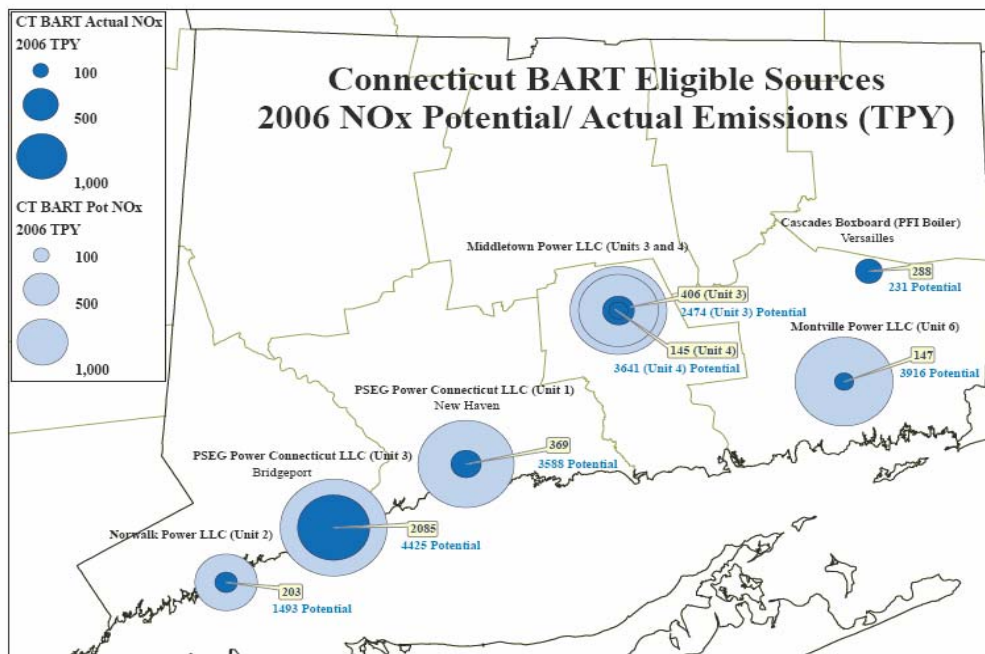 CT BART Actual NOx
2006 TPY
100
500
1,000
CT BART Pot NOx
2006 TPY
100
500
1,000
Connecticut BART Eligible Sources
2006 NOx Potential/ Actual Emissions (TPY)
Cascades Boxboard (PFI Boiler)
Versailles
288
231 Potential
Middletown Power LLC (Units 3 and 4)
406 (Unit 3)
2474 (Unit 3) Potential
145 (Unit 4)
3641 (Unit 4) Potential
Montville Power LLC (Unit 6)
147
3916 Potential
PSEG Power Connecticut LLC (Unit 1)
New Haven
369
3588 Potential
PSEG Power Connecticut LLC (Unit 3)
Bridgeport
2085
4425 Potential
Norwalk Power LLC (Unit 2)
203
1493 Potential